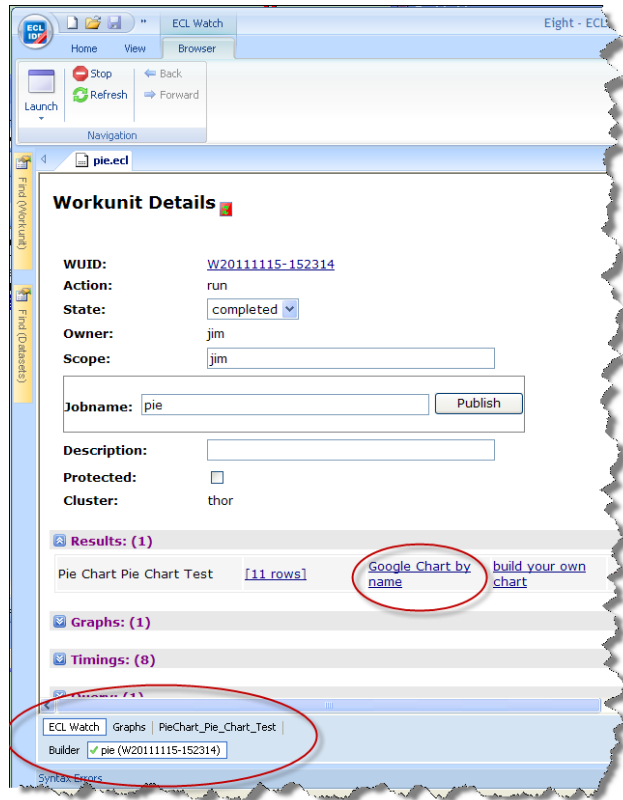 ECL IDE
ECL Watch
Eight - ECL
Home View Browser
Launch
Stop
Refresh
Back
Forward
Navigation
pie.ecl
Find (Workunit)
Find (Datasets)
Workunit Details
WUID: W20111115-152314
Action: run
State: completed
Owner: jim
Scope: jim
Jobname: pie Publish
Description:
Protected:
Cluster: thor
Results: (1)
Pie Chart Pie Chart Test [11 rows] Google Chart by name build your own chart
Graphs: (1)
Timings: (8)
Query: (1)
ECL Watch Graphs PieChart_Pie_Chart_Test
Builder pie (W20111115-152314)
Syntax Errors